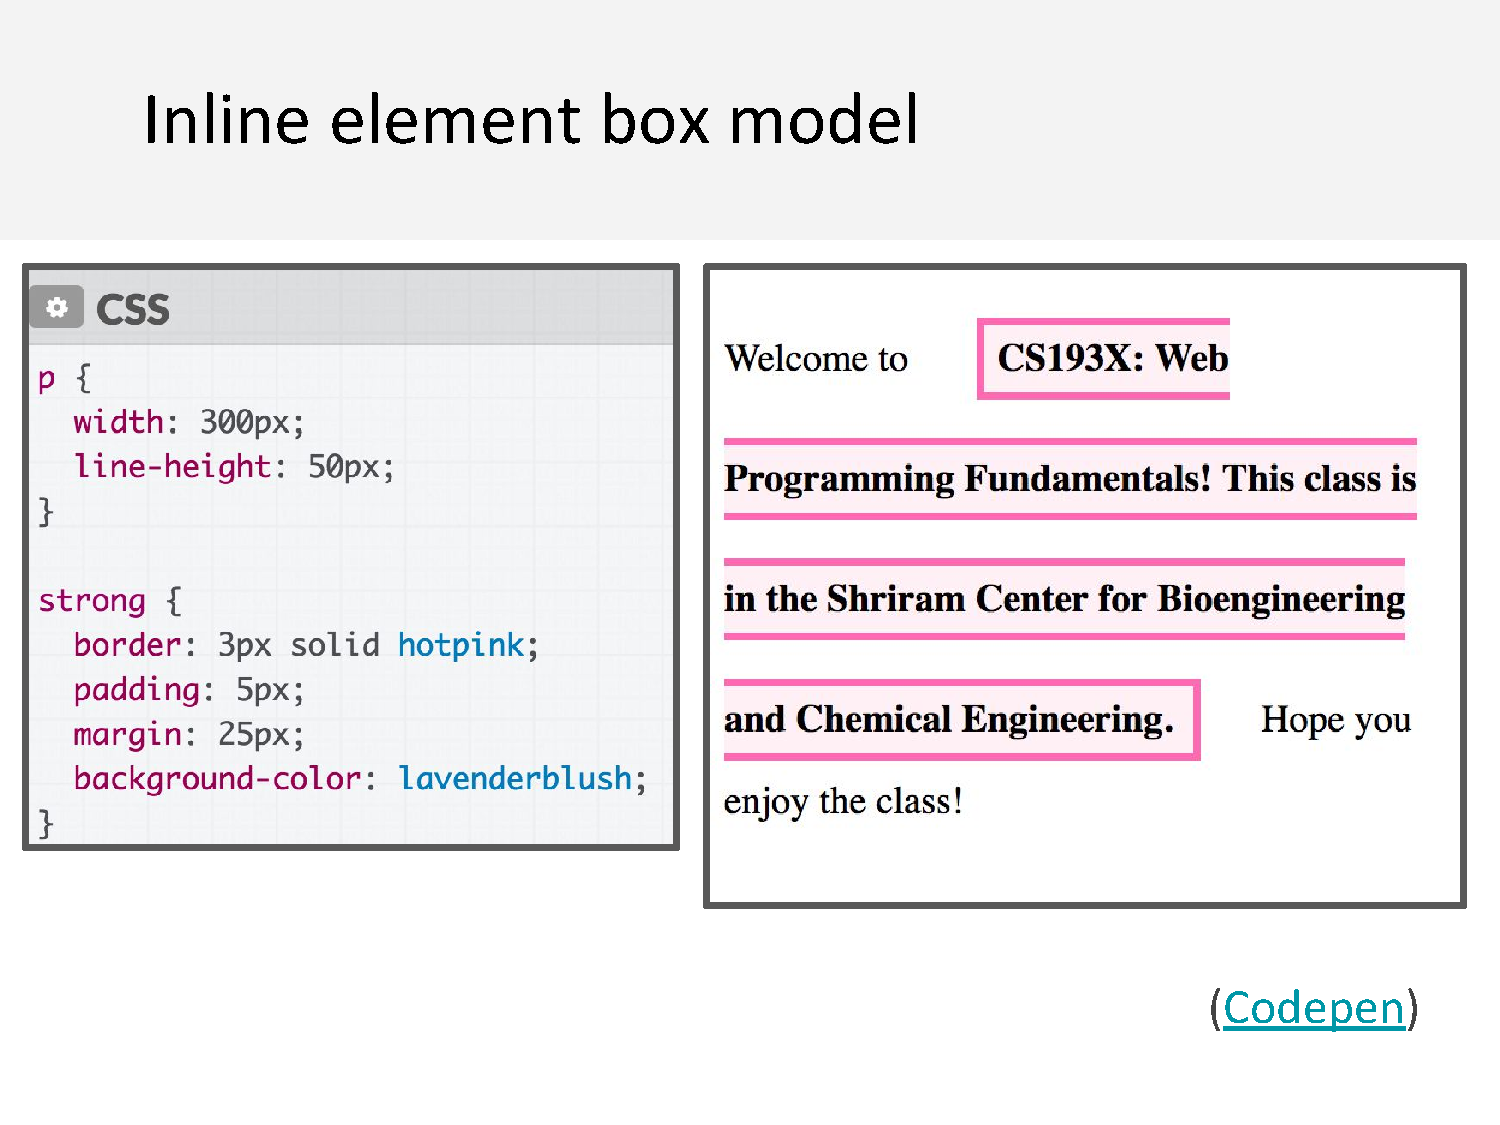 Inline element box model
CSS
p {
width: 300px;
line-height: 50px;
}
strong {
border: 3px solid hotpink;
padding: 5px;
margin: 25px;
background-color: lavenderblush;
}
Welcome to CS193X: Web
Programming Fundamentals! This class is
in the Shriram Center for Bioengineering
and Chemical Engineering. Hope you
enjoy the class!
(Codepen)